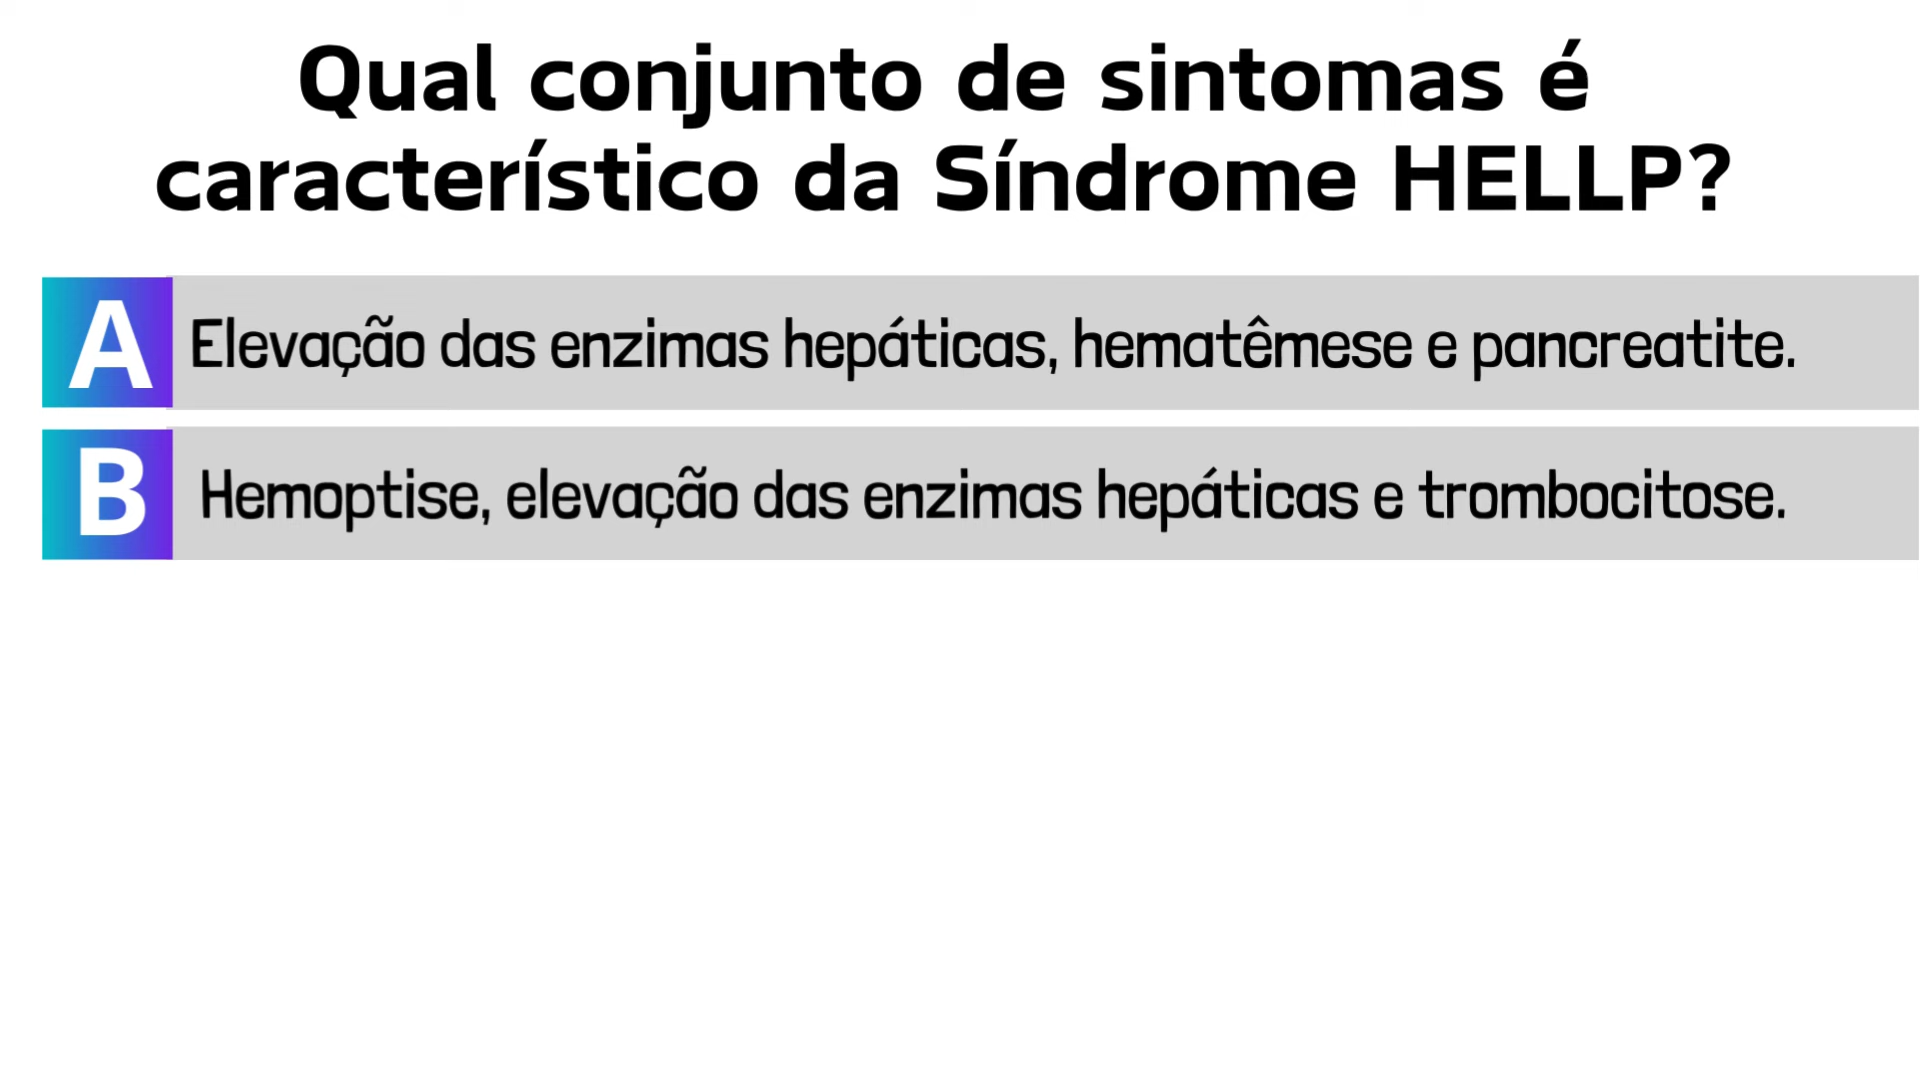 Qual conjunto de sintomas é
característico da Síndrome HELLP?
A Elevação das enzimas hepáticas, hematêmese e pancreatite.
B Hemoptise, elevação das enzimas hepáticas e trombocitose.